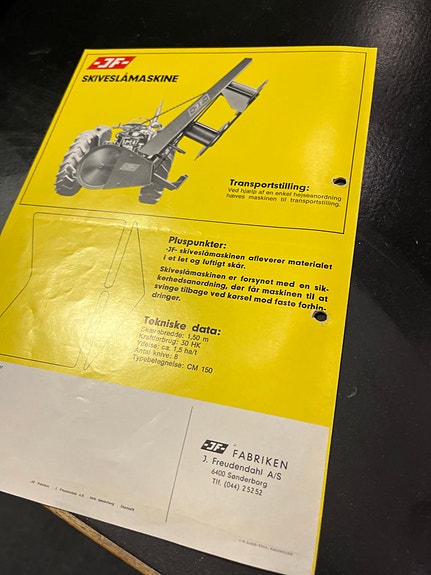 -JF-
SKIVESLÅMASKINE
-JF-
Transportstilling:
Ved hjælp af en enkel hejseanordning
hæves maskinen til transportstilling.
Pluspunkter:
-JF- skiveslåmaskinen afleverer materialet
i et let og luftigt skår.
Skiveslåmaskinen er forsynet med en sik-
kerhedsanordning, der får maskinen til at
svinge tilbage ved kørsel mod faste forhin-
dringer.
Tekniske data:
Skærebredde: 1,50 m
Kraftforbrug: 30 HK
Ydelse: ca. 1,5 ha/t
Antal knive: 8
Typebetegnelse: CM 150
-JF- FABRIKEN
J. Freudendahl A/S
6400 Sønderborg
Tlf. (044) 2 52 52